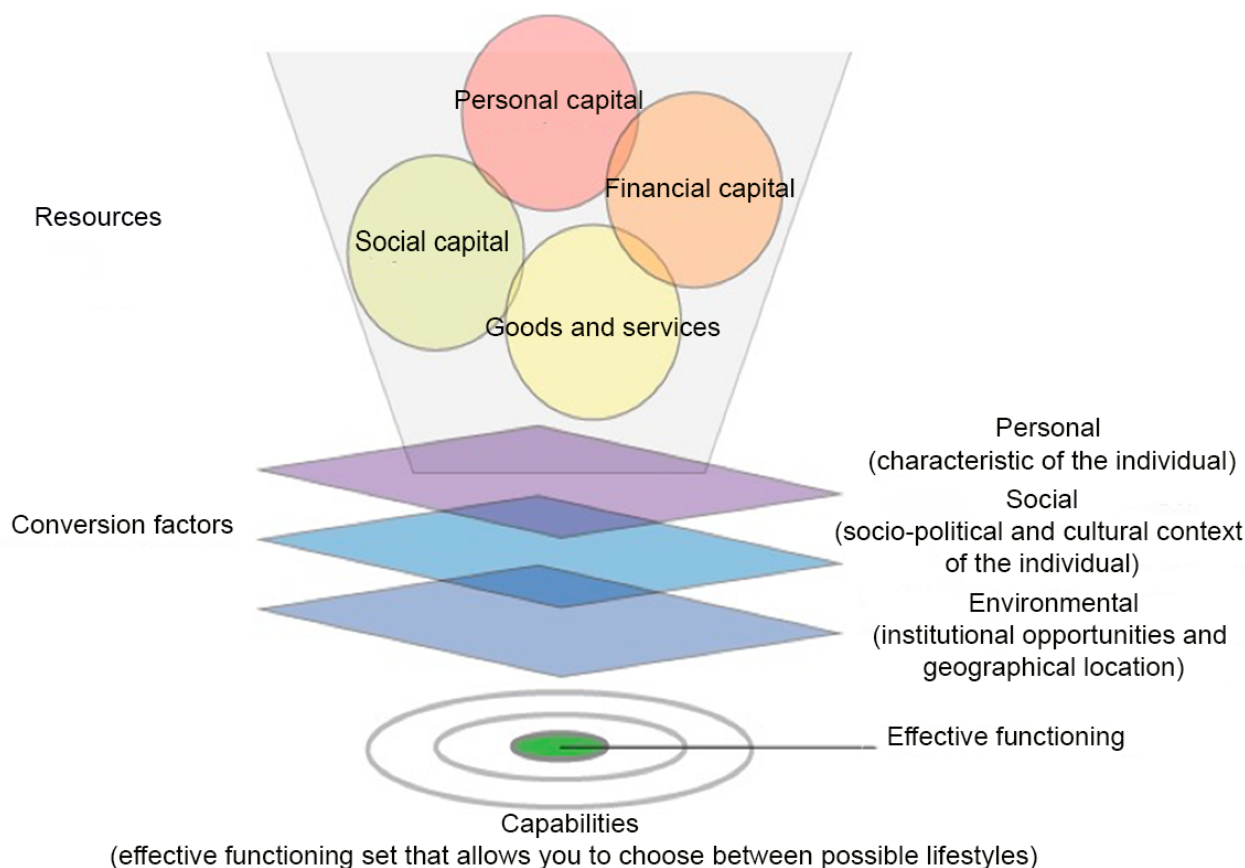 Personal capital
Financial capital
Resources
Social capital
Goods and services
Personal
(characteristic of the individual)
Social
Conversion factors
(socio-political and cultural context
of the individual)
Environmental
(institutional opportunities and
geographical location)
Effective functioning
Capabilities
(effective functioning set that allows you to choose between possible lifestyles)